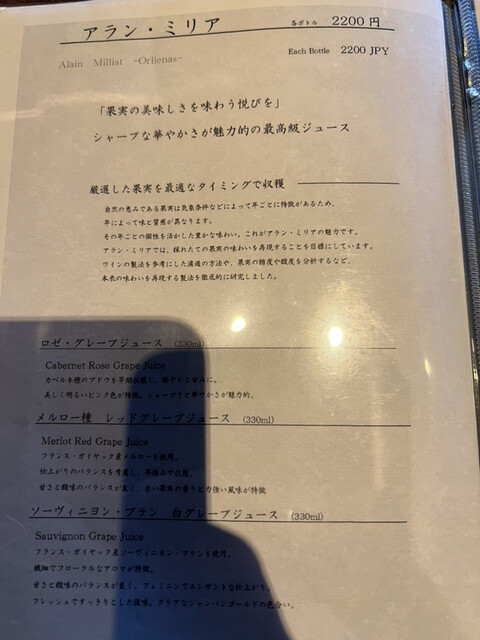 アラン・ミリア 各ボトル 2200 円
Alain Milliat -Orlienas- Each Bottle 2200 JPY
「果実の美味しさを味わう悦びを」
シャープな華やかさが魅力的の最高級ジュース
厳選した果実を最適なタイミングで収穫
自然の恵みである果実は気象条件などによって年ごとに特徴があるため、
年によって味と質感が異なります。
その年ごとの個性を活かした豊かな味わい。これがアラン・ミリアの魅力です。
アラン・ミリアでは、採れたての果実の味わいを再現することを目標にしています。
ワインの製法を参考にした濾過の方法や、果実の糖度や酸度を分析するなど、
本来の味わいを再現する製法を徹底的に研究しました。
ロゼ・グレープジュース (330ml)
Cabernet Rose Grape Juice
カベルネ種のブドウを早期収穫し、軽やかな甘みに。
美しく明るいピンク色が特徴。シャープさと華やかさが魅力的。
メルロー種 レッドグレープジュース (330ml)
Merlot Red Grape Juice
フランス・ガイヤック産メルローを使用。
仕上がりのバランスを考慮し、手摘みで収穫。
甘さと酸味のバランスが良く、赤い果実の香りと力強い風味が特徴
ソーヴィニヨン・ブラン 白グレープジュース (330ml)
Sauvignon Grape Juice
フランス・ガイヤック産ソーヴィニヨン・ブランを使用。
繊細でフローラルなアロマが特徴。
甘さと酸味のバランスが良く、フェミニンでエレガントな仕上がり。
フレッシュですっきりとした後味。クリアなシャンパンゴールドの色合い。